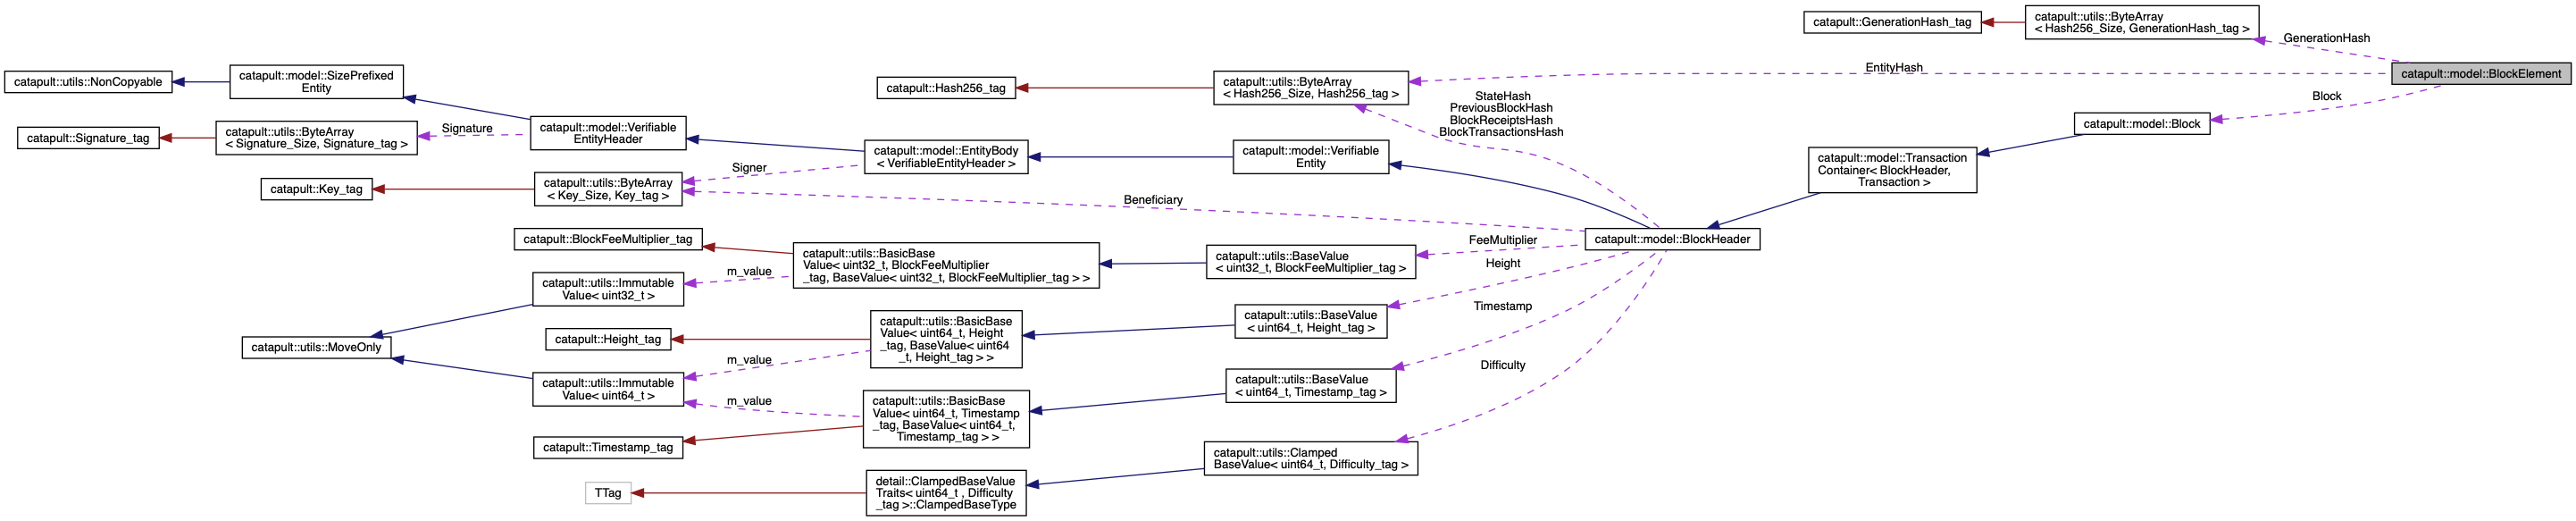 catapult::GenerationHash_tag
catapult::utils::ByteArray
< Hash256_Size, GenerationHash_tag >
GenerationHash
catapult::model::BlockElement
EntityHash
Block
catapult::utils::NonCopyable
catapult::model::SizePrefixed
Entity
catapult::Hash256_tag
catapult::utils::ByteArray
< Hash256_Size, Hash256_tag >
StateHash
PreviousBlockHash
BlockReceiptsHash
BlockTransactionsHash
catapult::model::Block
catapult::Signature_tag
catapult::utils::ByteArray
< Signature_Size, Signature_tag >
Signature
catapult::model::Verifiable
EntityHeader
catapult::model::EntityBody
< VerifiableEntityHeader >
catapult::model::Verifiable
Entity
catapult::model::Transaction
Container< BlockHeader,
Transaction >
Signer
catapult::Key_tag
catapult::utils::ByteArray
< Key_Size, Key_tag >
Beneficiary
catapult::model::BlockHeader
catapult::BlockFeeMultiplier_tag
m_value
catapult::utils::BasicBase
Value< uint32_t, BlockFeeMultiplier
_tag, BaseValue< uint32_t, BlockFeeMultiplier_tag > >
catapult::utils::BaseValue
< uint32_t, BlockFeeMultiplier_tag >
FeeMultiplier
Height
catapult::utils::Immutable
Value< uint32_t >
catapult::utils::MoveOnly
catapult::Height_tag
catapult::utils::BasicBase
Value< uint64_t, Height
_tag, BaseValue< uint64
_t, Height_tag > >
catapult::utils::BaseValue
< uint64_t, Height_tag >
Timestamp
m_value
catapult::utils::Immutable
Value< uint64_t >
m_value
catapult::utils::BasicBase
Value< uint64_t, Timestamp
_tag, BaseValue< uint64_t,
Timestamp_tag > >
catapult::utils::BaseValue
< uint64_t, Timestamp_tag >
Difficulty
catapult::Timestamp_tag
catapult::utils::Clamped
BaseValue< uint64_t, Difficulty_tag >
TTag
detail::ClampedBaseValue
Traits< uint64_t , Difficulty
_tag >::ClampedBaseType